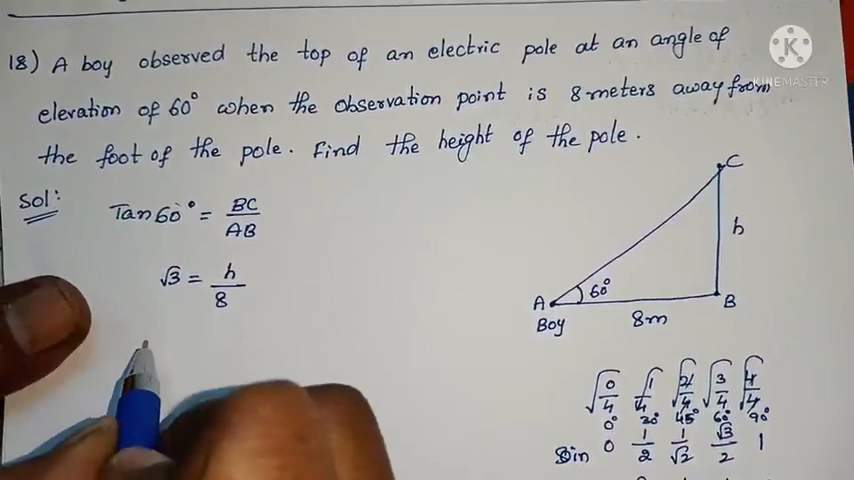 18) A boy observed the top of an electric pole at an angle of
elevation of 60° when the observation point is 8 meters away from
the foot of the pole. Find the height of the pole.
Sol:
Tan 60° = BC/AB
√3 = h/8
C
h
60°
A
B
Boy
8m
√0/4 √1/4 √2/4 √3/4 √4/4
0° 30° 45° 60° 90°
Sin 0 1/2 1/√2 √3/2 1
K
KINEMASTER